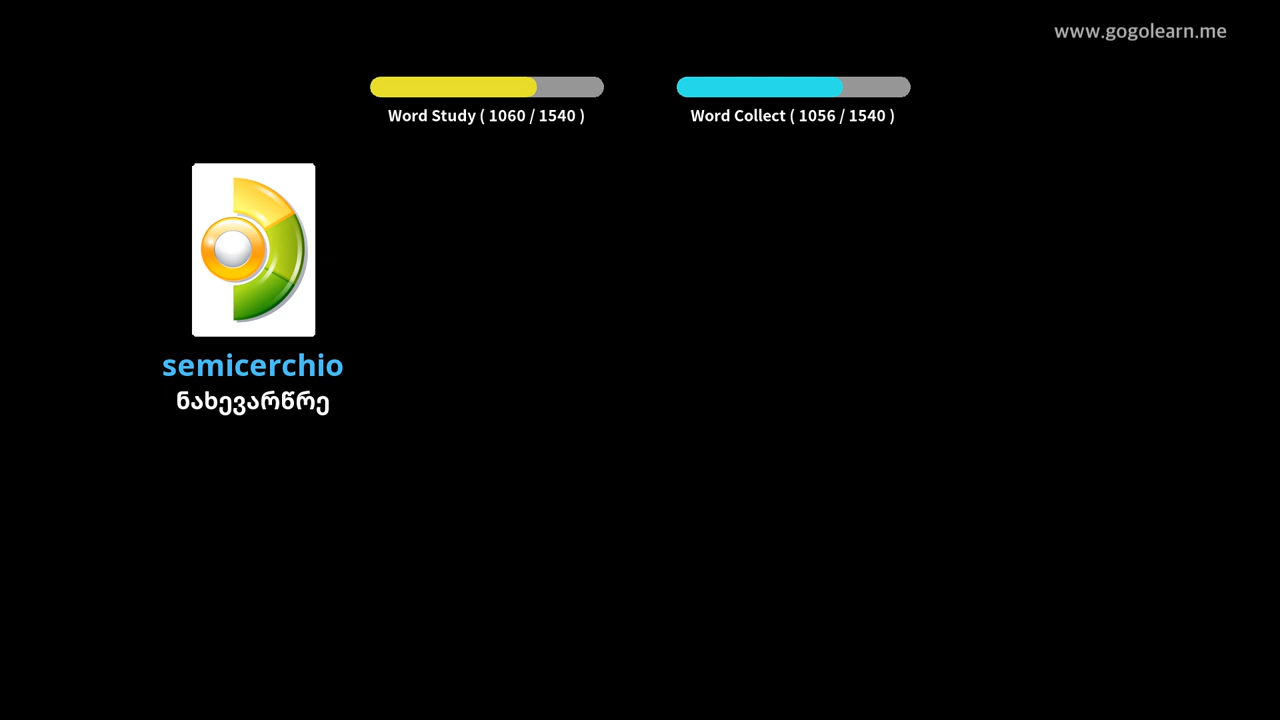 www.gogolearn.me
Word Study ( 1060 / 1540 )
Word Collect ( 1056 / 1540 )
semicerchio
ნახევარწრე